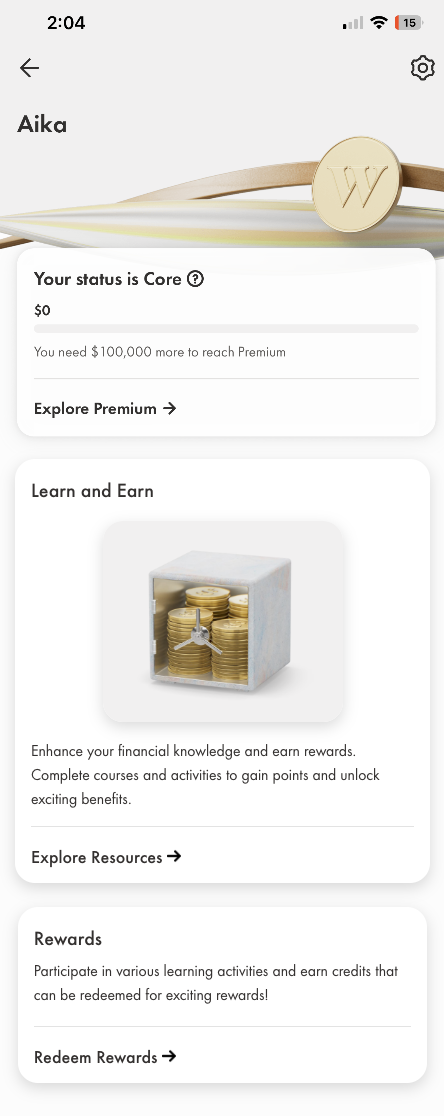 2:04
15
Aika
W
Your status is Core ?
$0
You need $100,000 more to reach Premium
Explore Premium →
Learn and Earn
Enhance your financial knowledge and earn rewards.
Complete courses and activities to gain points and unlock
exciting benefits.
Explore Resources →
Rewards
Participate in various learning activities and earn credits that
can be redeemed for exciting rewards!
Redeem Rewards →